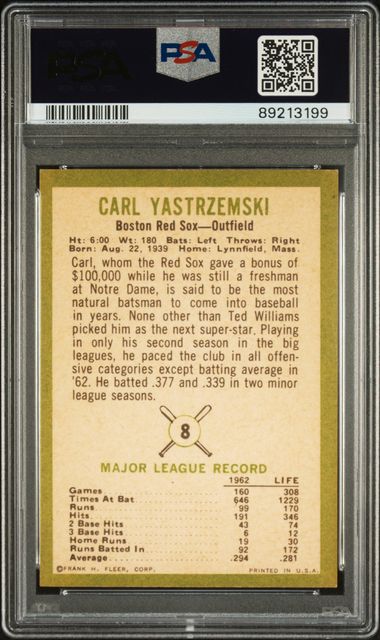 PSA
PSA
89213199
CARL YASTRZEMSKI
Boston Red Sox—Outfield
Ht: 6:00 Wt: 180 Bats: Left Throws: Right
Born: Aug. 22, 1939 Home: Lynnfield, Mass.
Carl, whom the Red Sox gave a bonus of
$100,000 while he was still a freshman
at Notre Dame, is said to be the most
natural batsman to come into baseball
in years. None other than Ted Williams
picked him as the next super-star. Playing
in only his second season in the big
leagues, he paced the club in all offen-
sive categories except batting average in
'62. He batted .377 and .339 in two minor
league seasons.
8
MAJOR LEAGUE RECORD
1962 LIFE
Games 160 308
Times At Bat 646 1229
Runs 99 170
Hits 191 346
2 Base Hits 43 74
3 Base Hits 6 12
Home Runs 19 30
Runs Batted In 92 172
Average .294 .281
©FRANK H. FLEER, CORP. PRINTED IN U.S.A.